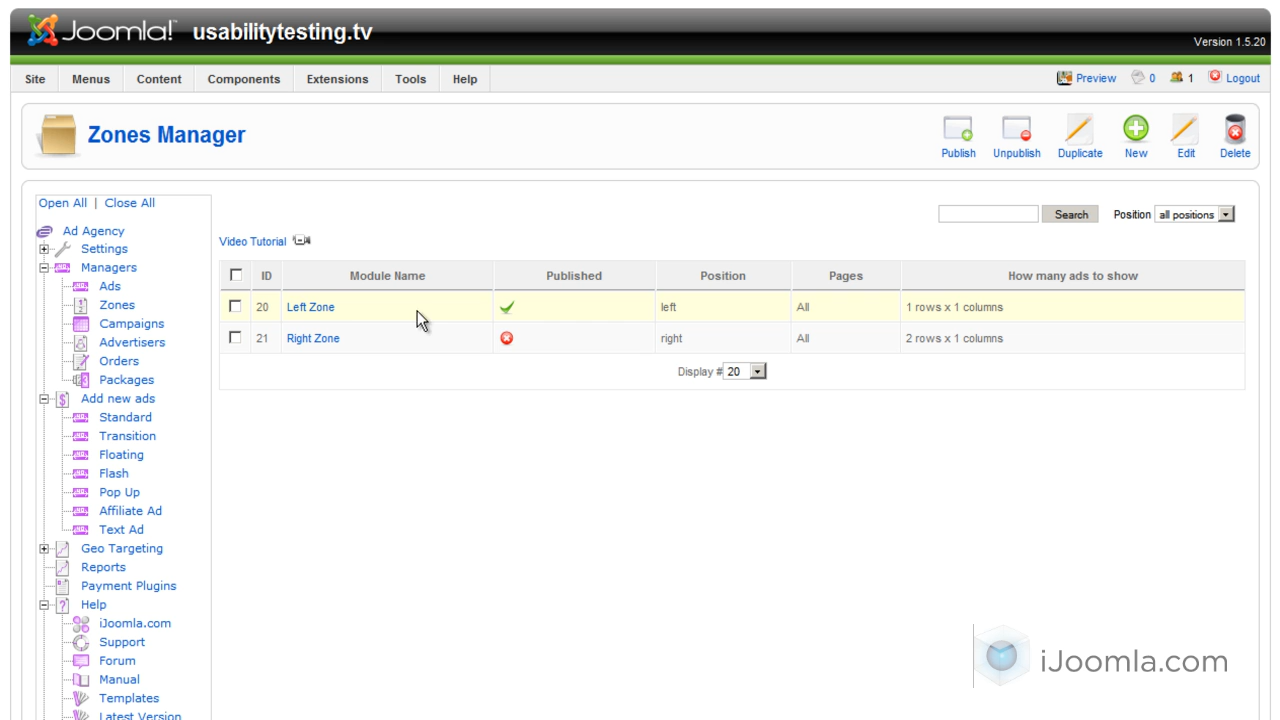 Joomla! usabilitytesting.tv
Version 1.5.20
Site Menus Content Components Extensions Tools Help Preview 0 1 Logout
Zones Manager
Publish Unpublish Duplicate New Edit Delete
Open All | Close All
Ad Agency
Settings
Managers
Ads
Zones
Campaigns
Advertisers
Orders
Packages
Add new ads
Standard
Transition
Floating
Flash
Pop Up
Affiliate Ad
Text Ad
Geo Targeting
Reports
Payment Plugins
Help
iJoomla.com
Support
Forum
Manual
Templates
Latest Version
Search Position all positions
Video Tutorial
ID Module Name Published Position Pages How many ads to show
20 Left Zone left All 1 rows x 1 columns
21 Right Zone right All 2 rows x 1 columns
Display # 20
iJoomla.com